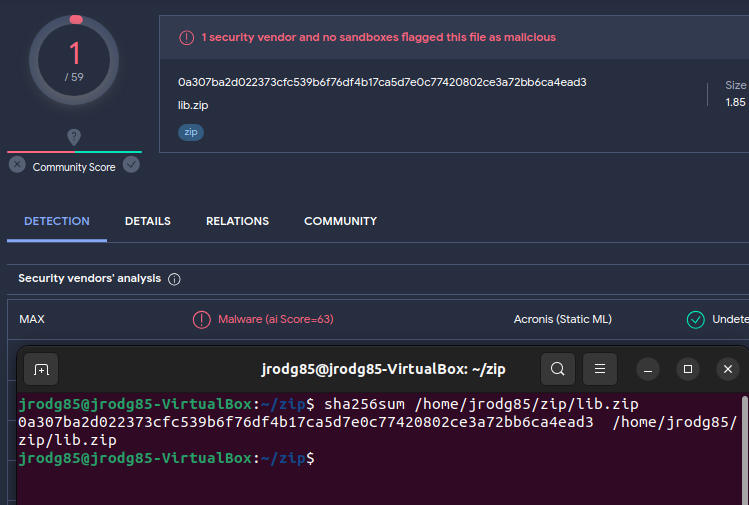 1
/ 59
?
Community Score
1 security vendor and no sandboxes flagged this file as malicious
0a307ba2d022373cfc539b6f76df4b17ca5d7e0c77420802ce3a72bb6ca4ead3
lib.zip
zip
Size
1.85
DETECTION
DETAILS
RELATIONS
COMMUNITY
Security vendors' analysis
MAX
Malware (ai Score=63)
Acronis (Static ML)
Undete
jrodg85@jrodg85-VirtualBox: ~/zip
jrodg85@jrodg85-VirtualBox:~/zip$ sha256sum /home/jrodg85/zip/lib.zip
0a307ba2d022373cfc539b6f76df4b17ca5d7e0c77420802ce3a72bb6ca4ead3  /home/jrodg85/
zip/lib.zip
jrodg85@jrodg85-VirtualBox:~/zip$